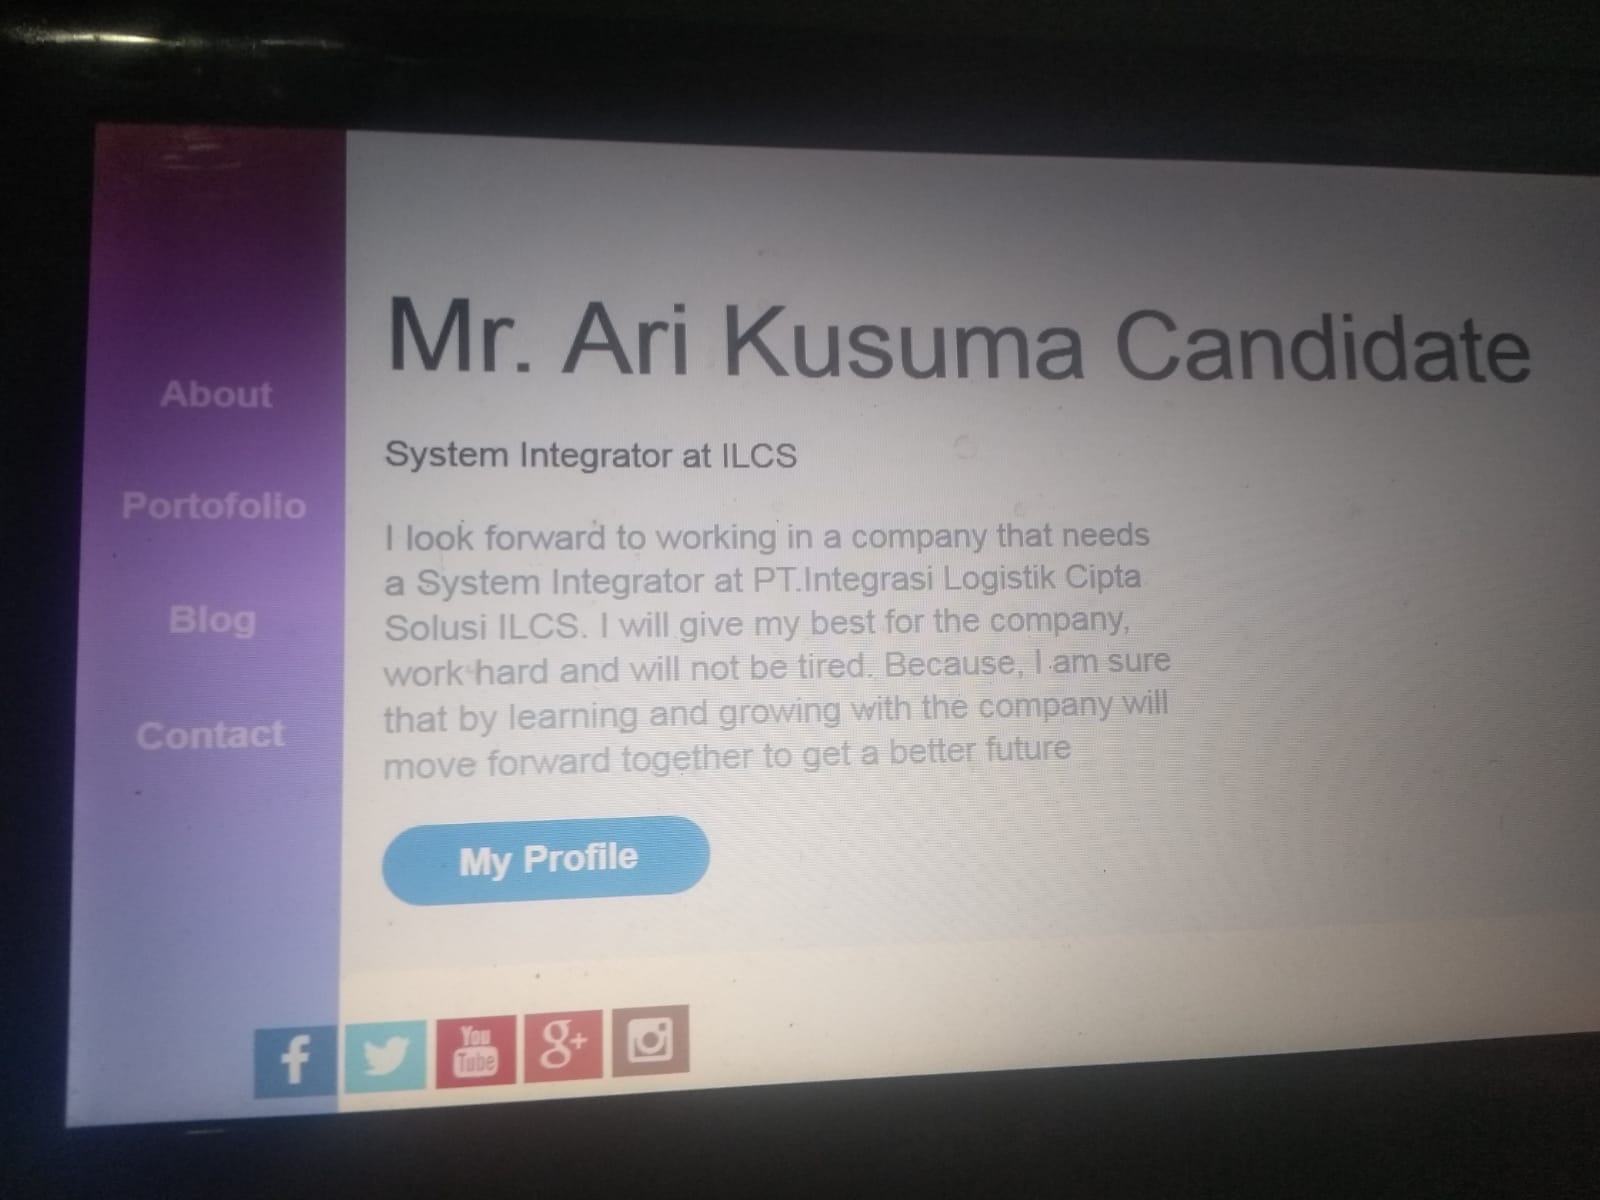 Mr. Ari Kusuma Candidate
About
System Integrator at ILCS
Portofolio
I look forward to working in a company that needs
a System Integrator at PT.Integrasi Logistik Cipta
Solusi ILCS. I will give my best for the company,
work hard and will not be tired. Because, I am sure
that by learning and growing with the company will
move forward together to get a better future
Blog
Contact
My Profile
f
You
Tube
g+